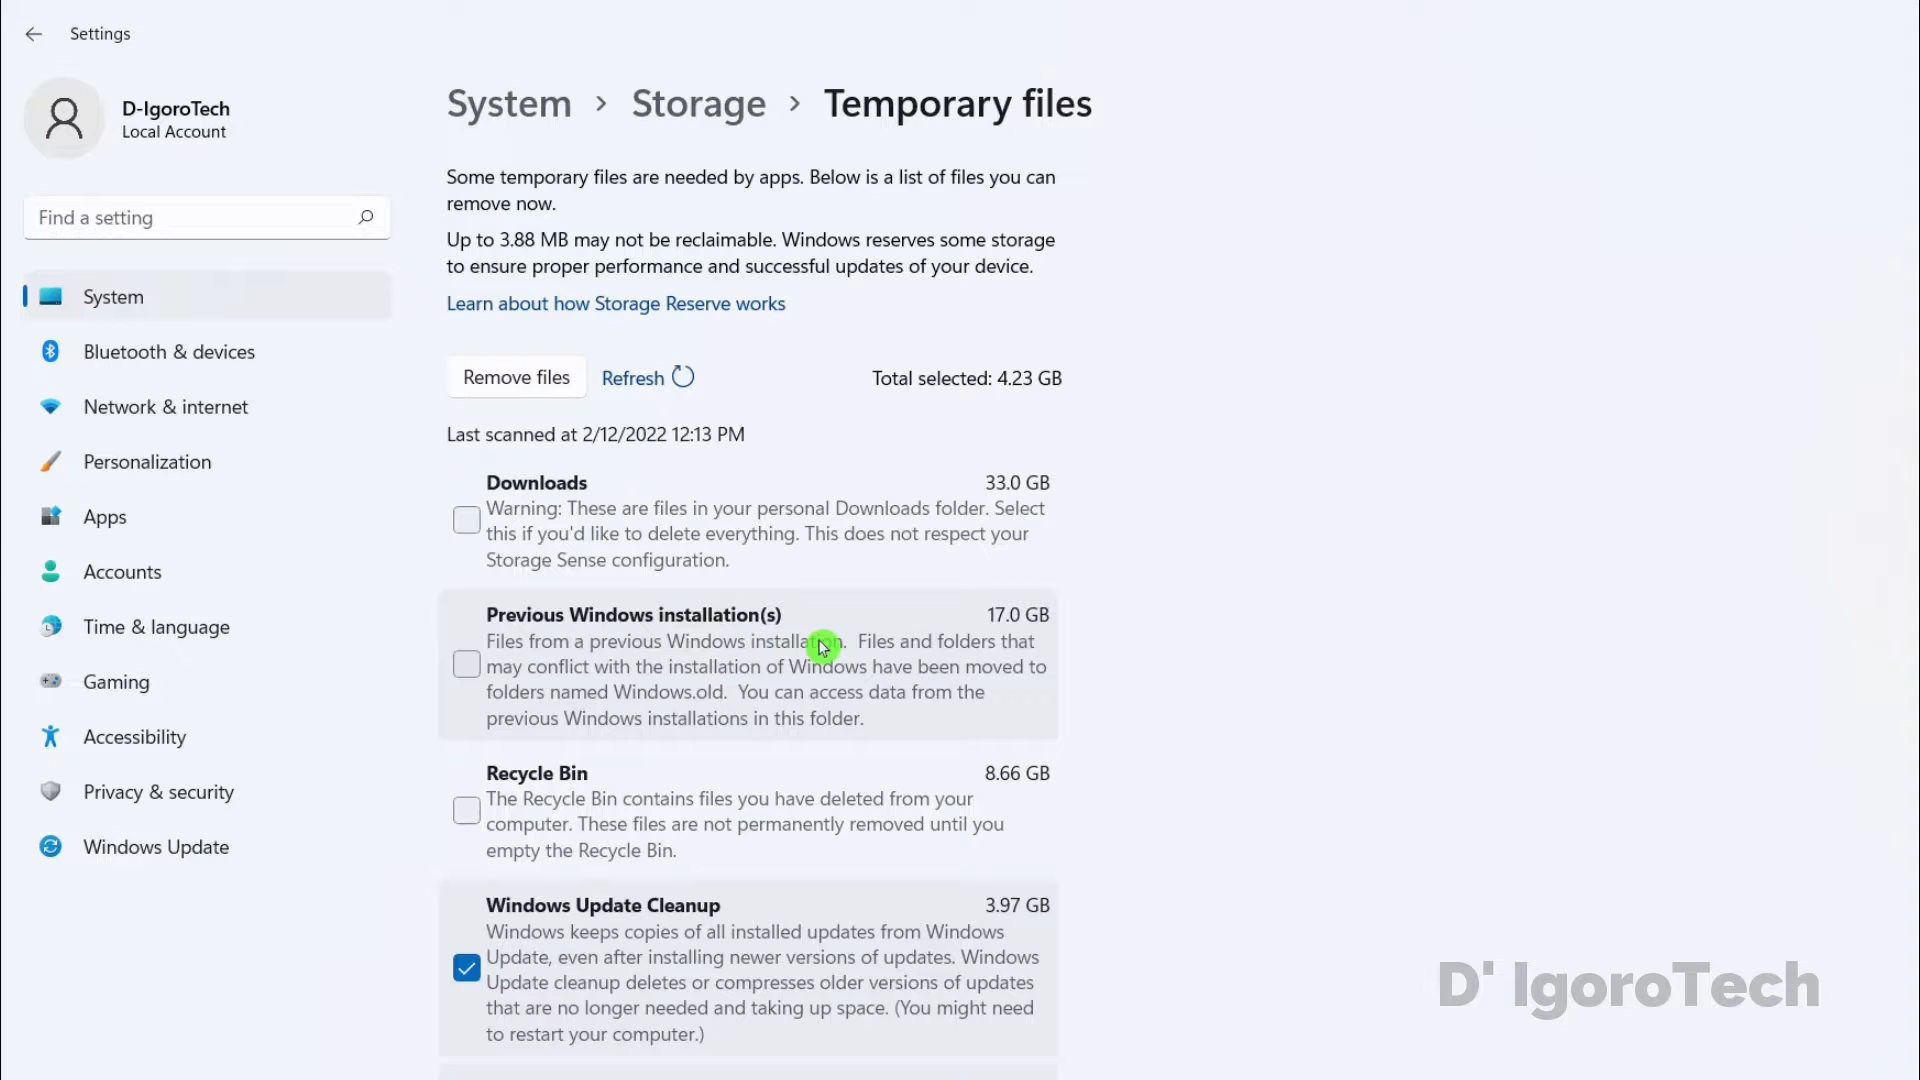 Settings
D-IgoroTech
Local Account
Find a setting
System
Bluetooth & devices
Network & internet
Personalization
Apps
Accounts
Time & language
Gaming
Accessibility
Privacy & security
Windows Update
System > Storage > Temporary files
Some temporary files are needed by apps. Below is a list of files you can
remove now.
Up to 3.88 MB may not be reclaimable. Windows reserves some storage
to ensure proper performance and successful updates of your device.
Learn about how Storage Reserve works
Remove files Refresh Total selected: 4.23 GB
Last scanned at 2/12/2022 12:13 PM
Downloads 33.0 GB
Warning: These are files in your personal Downloads folder. Select
this if you'd like to delete everything. This does not respect your
Storage Sense configuration.
Previous Windows installation(s) 17.0 GB
Files from a previous Windows installation. Files and folders that
may conflict with the installation of Windows have been moved to
folders named Windows.old. You can access data from the
previous Windows installations in this folder.
Recycle Bin 8.66 GB
The Recycle Bin contains files you have deleted from your
computer. These files are not permanently removed until you
empty the Recycle Bin.
Windows Update Cleanup 3.97 GB
Windows keeps copies of all installed updates from Windows
Update, even after installing newer versions of updates. Windows
Update cleanup deletes or compresses older versions of updates
that are no longer needed and taking up space. (You might need
to restart your computer.)
D' IgoroTech